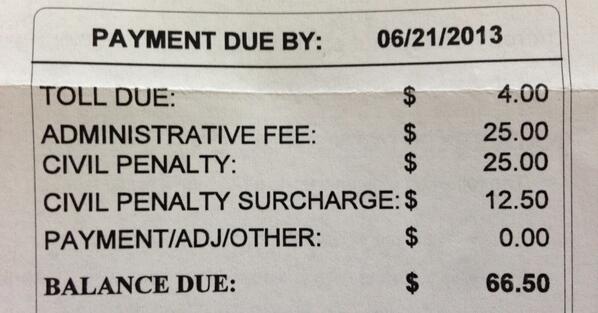 PAYMENT DUE BY: 06/21/2013
TOLL DUE: $ 4.00
ADMINISTRATIVE FEE: $ 25.00
CIVIL PENALTY: $ 25.00
CIVIL PENALTY SURCHARGE: $ 12.50
PAYMENT/ADJ/OTHER: $ 0.00
BALANCE DUE: $ 66.50